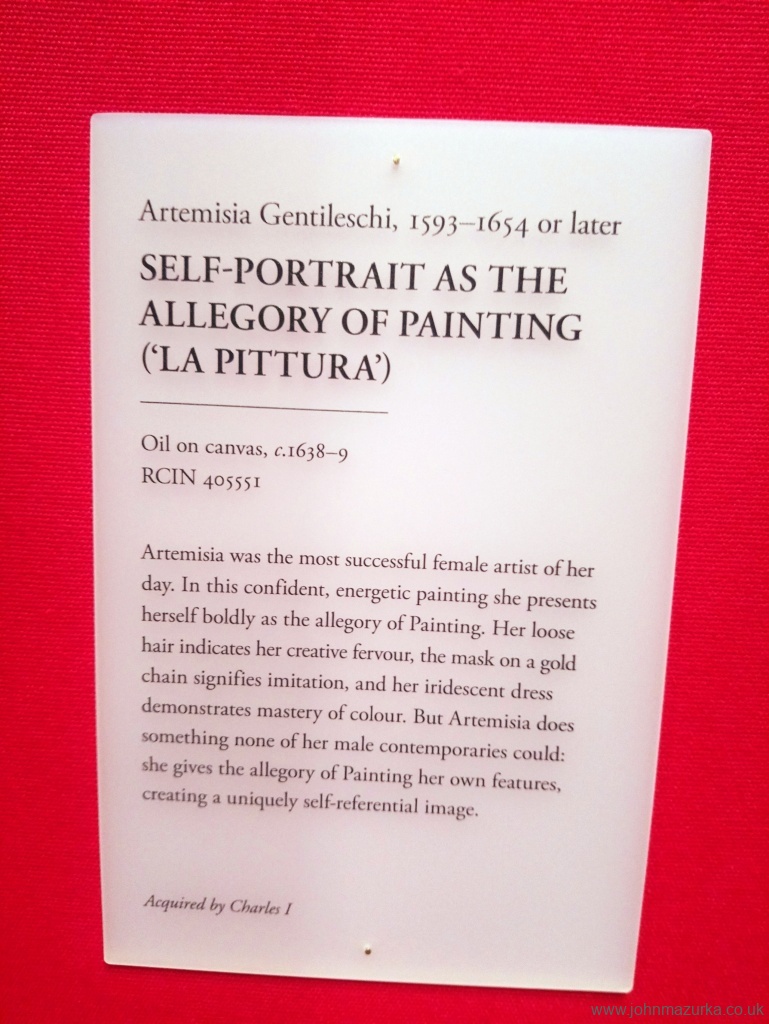 Artemisia Gentileschi, 1593–1654 or later
SELF-PORTRAIT AS THE
ALLEGORY OF PAINTING
(‘LA PITTURA’)
Oil on canvas, c.1638–9
RCIN 405551
Artemisia was the most successful female artist of her
day. In this confident, energetic painting she presents
herself boldly as the allegory of Painting. Her loose
hair indicates her creative fervour, the mask on a gold
chain signifies imitation, and her iridescent dress
demonstrates mastery of colour. But Artemisia does
something none of her male contemporaries could:
she gives the allegory of Painting her own features,
creating a uniquely self-referential image.
Acquired by Charles I
www.johnmazurka.co.uk